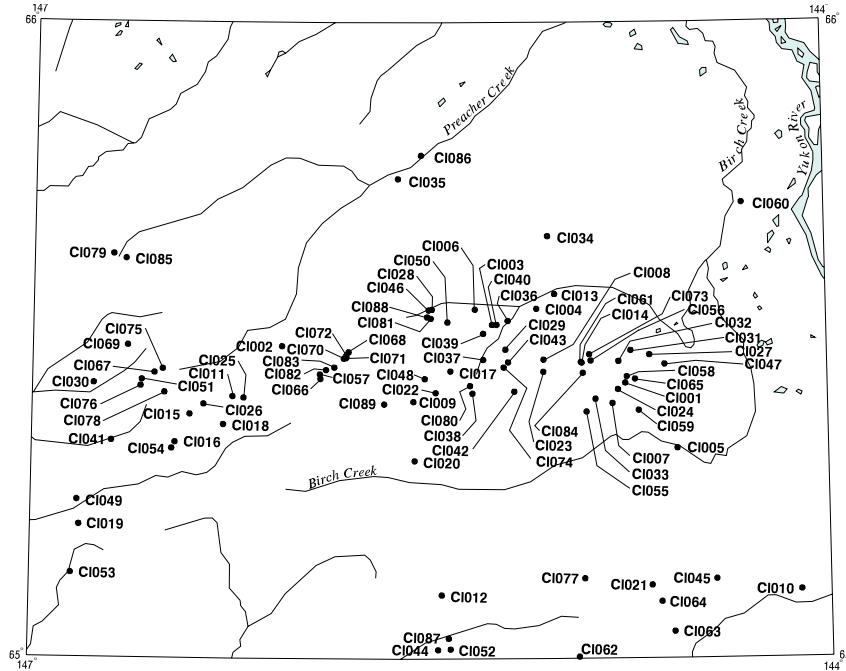 147°
144°
66°
66°
Preacher Creek
Birch Creek
Yukon River
CI086
CI035
CI060
CI034
CI079
CI085
CI006
CI050
CI003
CI028
CI040
CI046
CI036
CI008
CI013
CI088
CI061
CI073
CI004
CI056
CI081
CI014
CI075
CI072
CI029
CI032
CI069
CI002
CI068
CI039
CI043
CI031
CI070
CI025
CI083
CI071
CI037
CI027
CI067
CI011
CI082
CI057
CI048
CI017
CI047
CI030
CI051
CI066
CI022
CI058
CI065
CI076
CI026
CI089
CI009
CI001
CI078
CI015
CI018
CI080
CI024
CI084
CI059
CI041
CI016
CI038
CI023
CI054
CI042
CI005
CI020
CI074
CI007
Birch Creek
CI033
CI055
CI049
CI019
CI053
CI077
CI021
CI045
CI010
CI012
CI064
CI063
CI087
CI044
CI052
CI062
65°
147°
144°
6